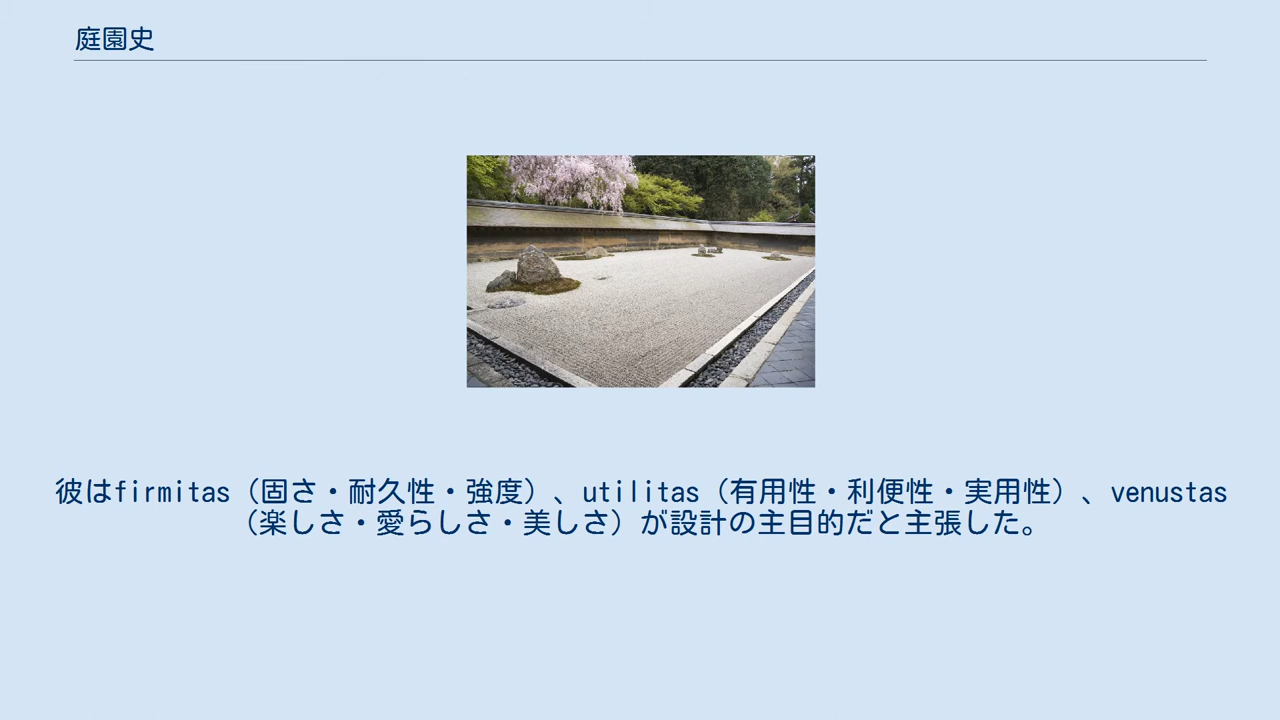 庭園史
彼はfirmitas（固さ・耐久性・強度）、utilitas（有用性・利便性・実用性）、venustas
（楽しさ・愛らしさ・美しさ）が設計の主目的だと主張した。